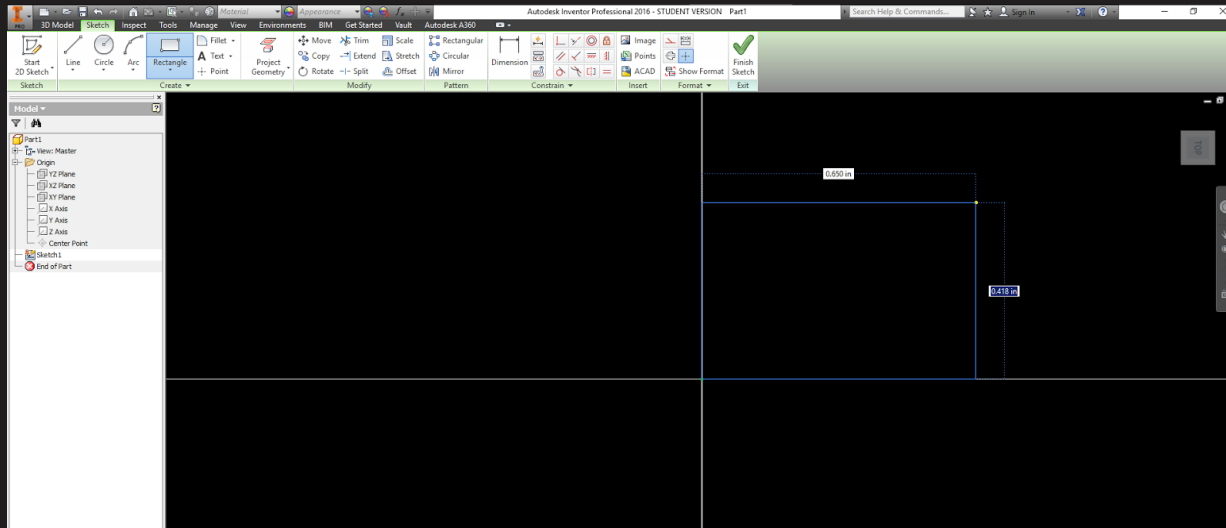 PRO
Material
Appearance
Autodesk Inventor Professional 2016 - STUDENT VERSION Part1
Search Help & Commands...
Sign In
3D Model Sketch Inspect Tools Manage View Environments BIM Get Started Vault Autodesk A360
Start
2D Sketch
Line
Circle
Arc
Rectangle
Fillet
Text
Point
Project
Geometry
Move
Copy
Rotate
Trim
Extend
Split
Scale
Stretch
Offset
Rectangular
Circular
Mirror
Dimension
Image
Points
ACAD
Show Format
Finish
Sketch
Sketch Create Modify Pattern Constrain Insert Format Exit
Model
Part1
View: Master
Origin
YZ Plane
XZ Plane
XY Plane
X Axis
Y Axis
Z Axis
Center Point
Sketch1
End of Part
0.650 in
0.418 in
TOP